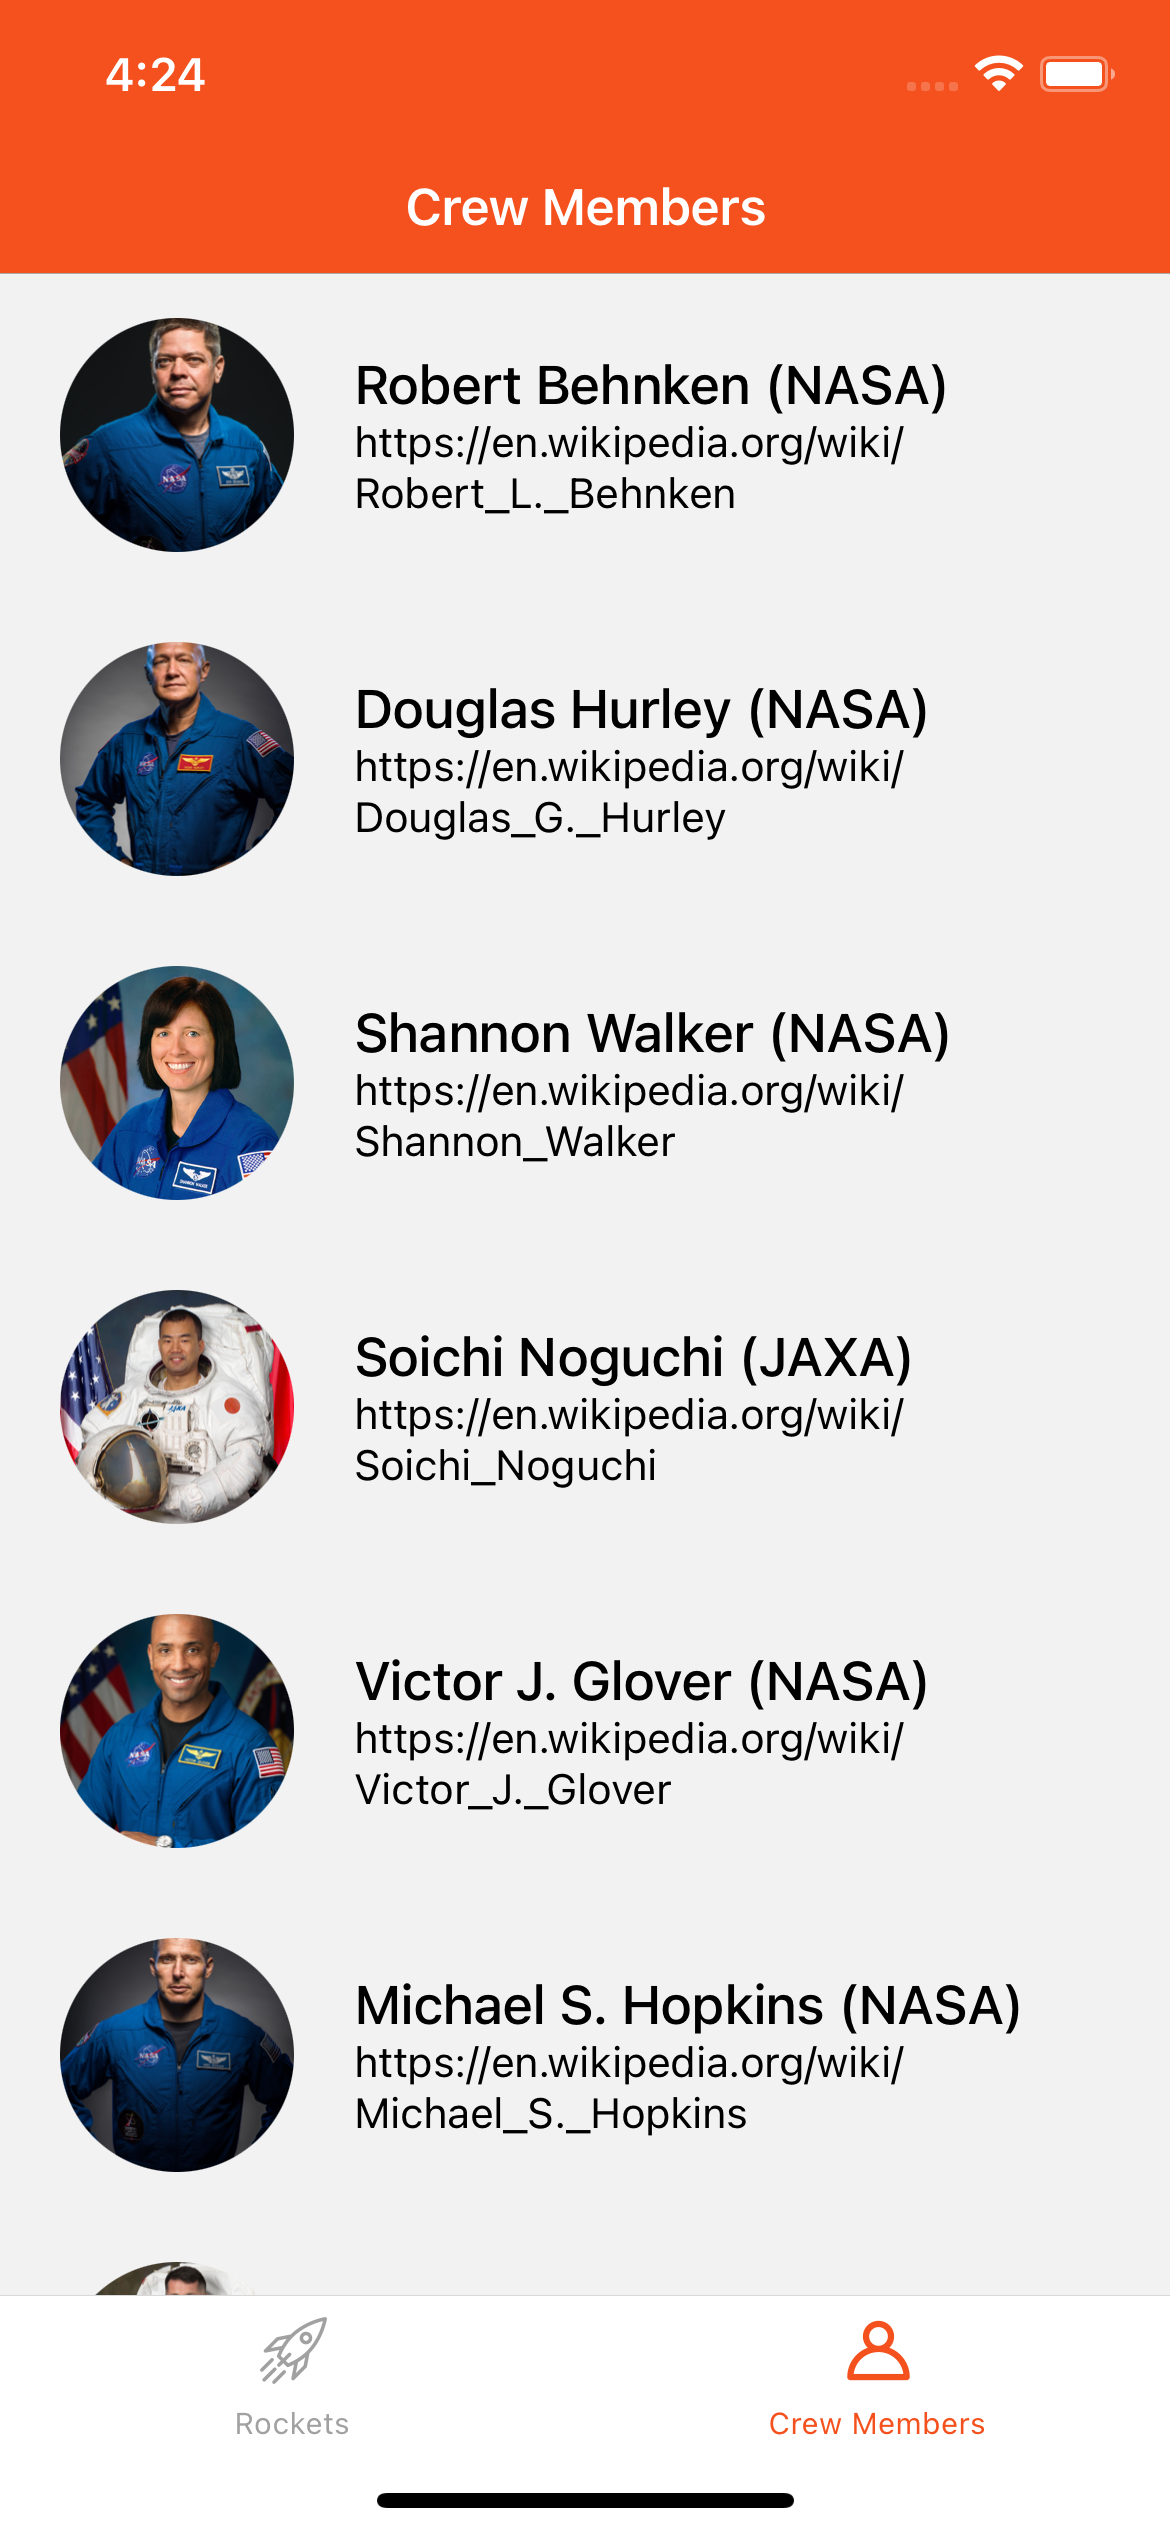 4:24
Crew Members
Robert Behnken (NASA)
https://en.wikipedia.org/wiki/
Robert_L._Behnken
Douglas Hurley (NASA)
https://en.wikipedia.org/wiki/
Douglas_G._Hurley
Shannon Walker (NASA)
https://en.wikipedia.org/wiki/
Shannon_Walker
Soichi Noguchi (JAXA)
https://en.wikipedia.org/wiki/
Soichi_Noguchi
Victor J. Glover (NASA)
https://en.wikipedia.org/wiki/
Victor_J._Glover
Michael S. Hopkins (NASA)
https://en.wikipedia.org/wiki/
Michael_S._Hopkins
Rockets
Crew Members